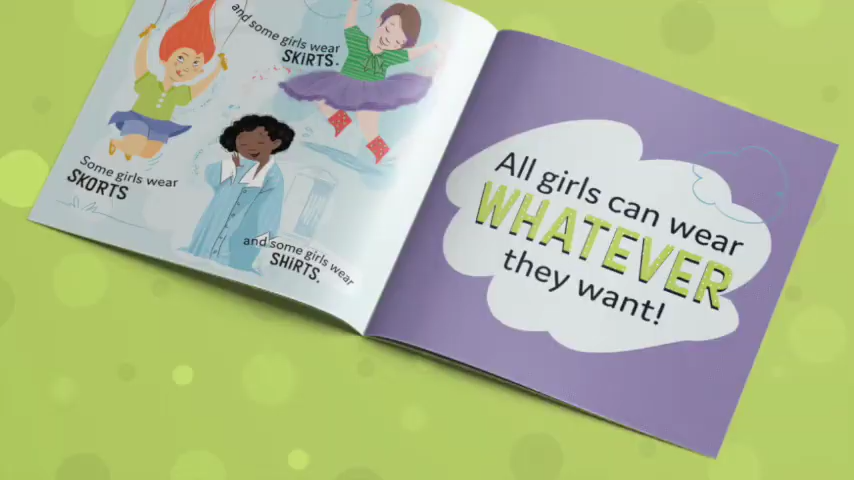 and some girls wear
SKiRTS.
Some girls wear
SKORTS
and some girls wear
SHiRTS.
All girls can wear
WHATEVER
they want!